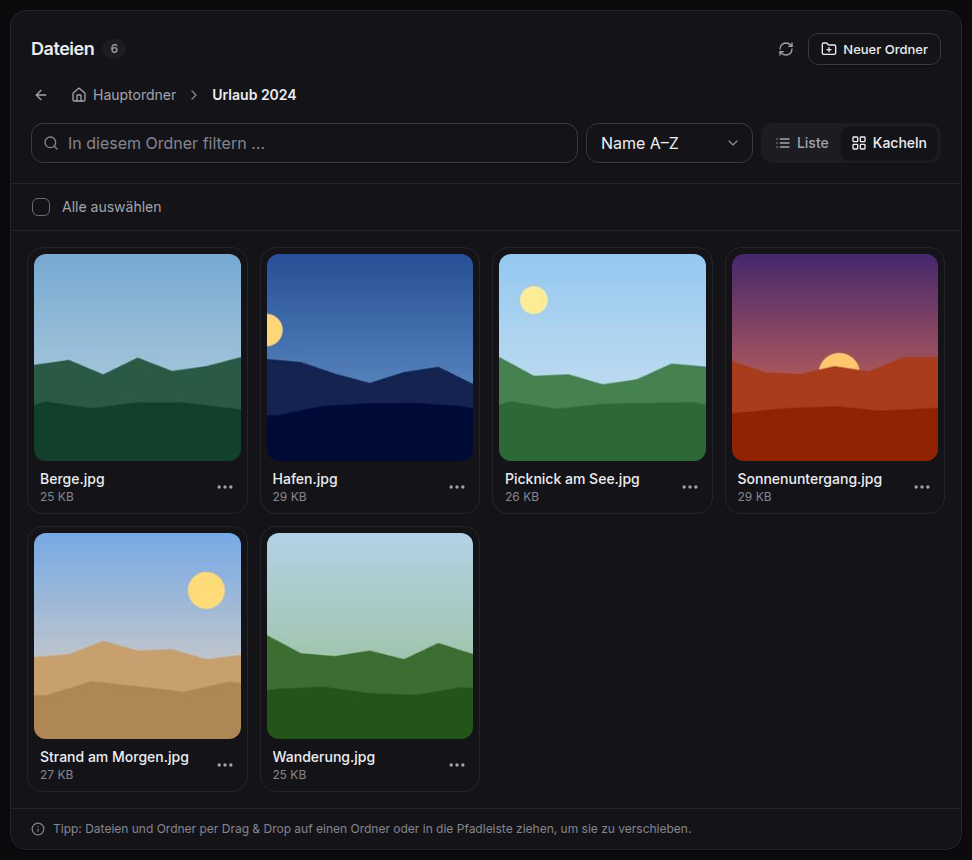 Dateien 6
Neuer Ordner
Hauptordner Urlaub 2024
In diesem Ordner filtern ...
Name A–Z
Liste
Kacheln
Alle auswählen
Berge.jpg
25 KB
Hafen.jpg
29 KB
Picknick am See.jpg
26 KB
Sonnenuntergang.jpg
29 KB
Strand am Morgen.jpg
27 KB
Wanderung.jpg
25 KB
Tipp: Dateien und Ordner per Drag & Drop auf einen Ordner oder in die Pfadleiste ziehen, um sie zu verschieben.